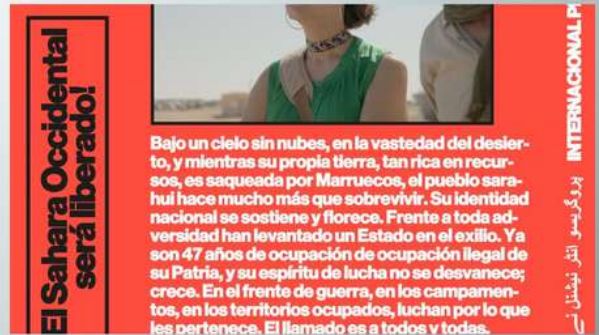 El Sahara Occidental
será liberado!
Bajo un cielo sin nubes, en la vastedad del desier-
to, y mientras su propia tierra, tan rica en recur-
sos, es saqueada por Marruecos, el pueblo sara-
hui hace mucho más que sobrevivir. Su identidad
nacional se sostiene y florece. Frente a toda ad-
versidad han levantado un Estado en el exilio. Ya
son 47 años de ocupación de ocupación ilegal de
su Patria, y su espíritu de lucha no se desvanece;
crece. En el frente de guerra, en los campamen-
tos, en los territorios ocupados, luchan por lo que
les pertenece. El llamado es a todos y todas.
پروگریسو انٹر نیشنل نے
INTERNACIONAL